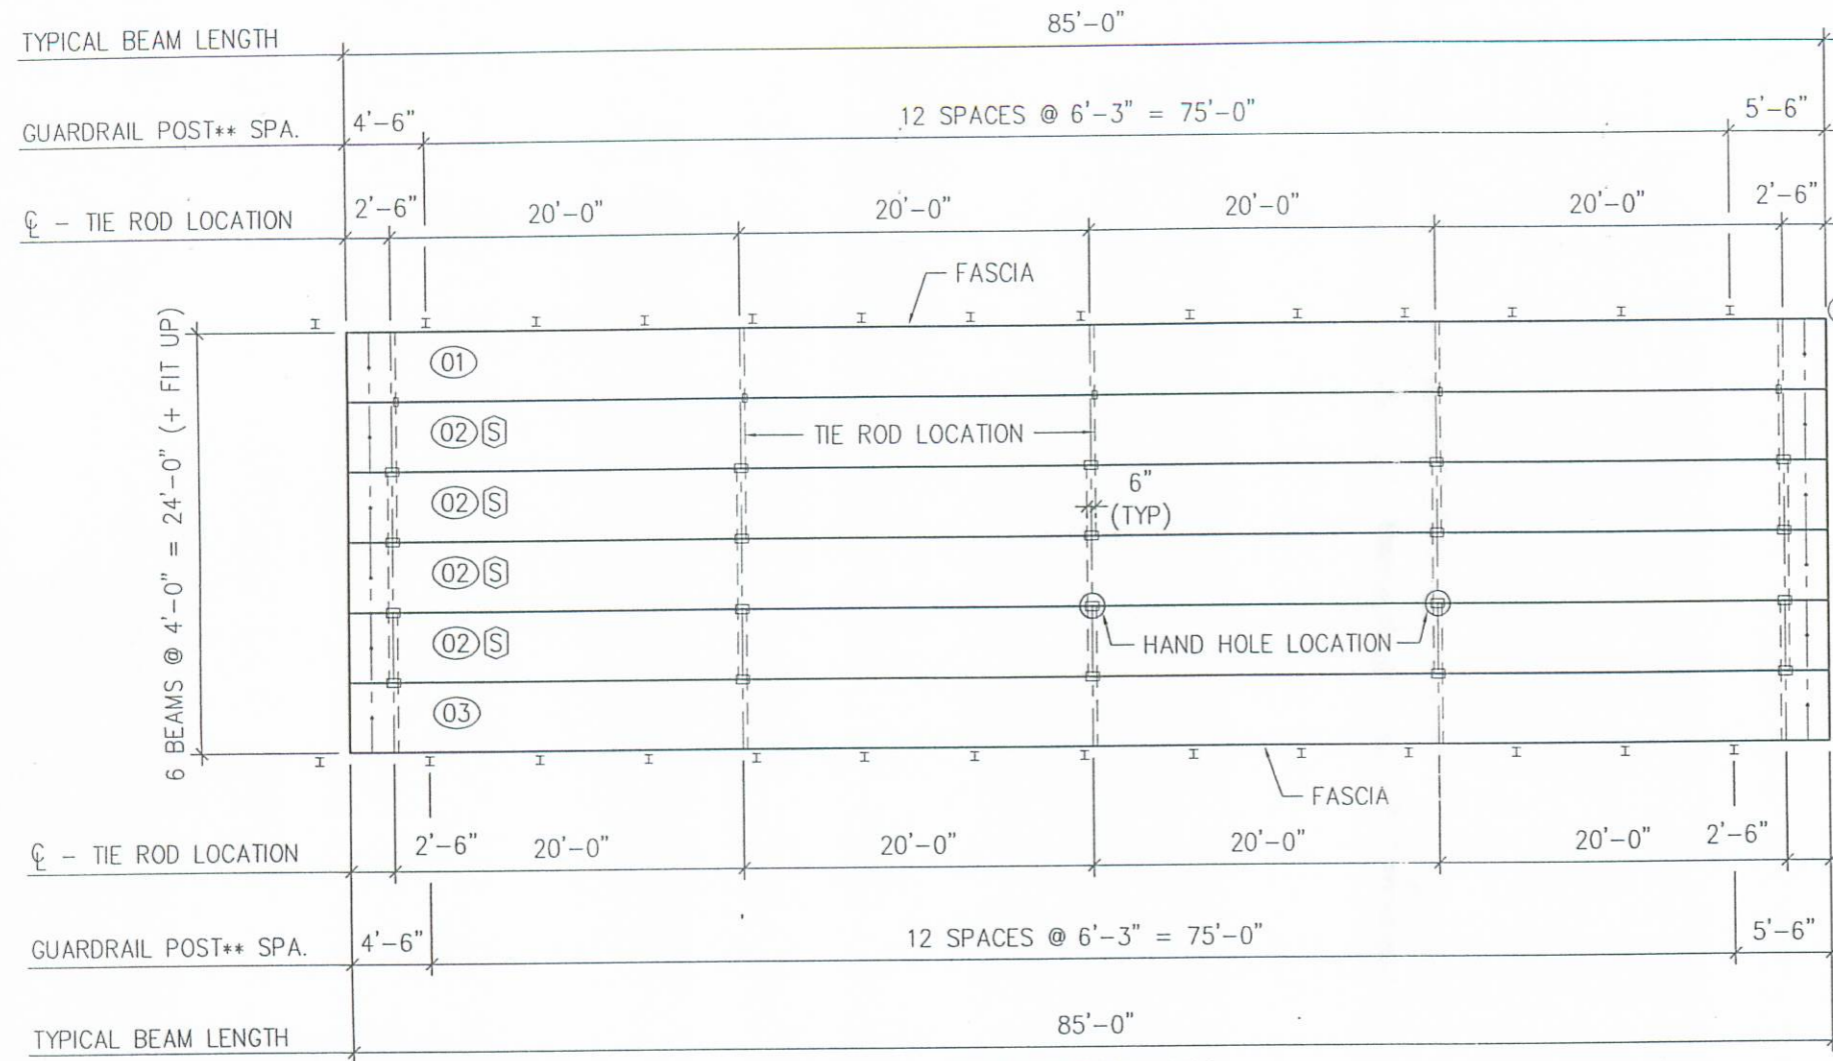 TYPICAL BEAM LENGTH 85'-0"
GUARDRAIL POST** SPA. 4'-6" 12 SPACES @ 6'-3" = 75'-0" 5'-6"
℄ - TIE ROD LOCATION 2'-6" 20'-0" 20'-0" 20'-0" 20'-0" 2'-6"
FASCIA
6 BEAMS @ 4'-0" = 24'-0" (+ FIT UP)
01
02 S TIE ROD LOCATION
02 S 6"
(TYP)
02 S
02 S HAND HOLE LOCATION
03
FASCIA
℄ - TIE ROD LOCATION 2'-6" 20'-0" 20'-0" 20'-0" 20'-0" 2'-6"
GUARDRAIL POST** SPA. 4'-6" 12 SPACES @ 6'-3" = 75'-0" 5'-6"
TYPICAL BEAM LENGTH 85'-0"